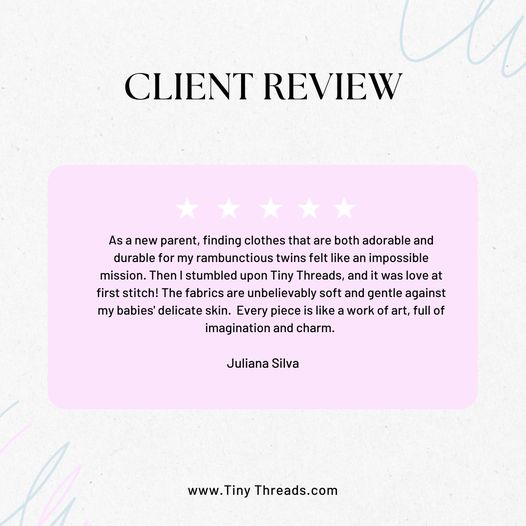 CLIENT REVIEW
As a new parent, finding clothes that are both adorable and
durable for my rambunctious twins felt like an impossible
mission. Then I stumbled upon Tiny Threads, and it was love at
first stitch! The fabrics are unbelievably soft and gentle against
my babies' delicate skin.  Every piece is like a work of art, full of
imagination and charm.
Juliana Silva
www.Tiny Threads.com